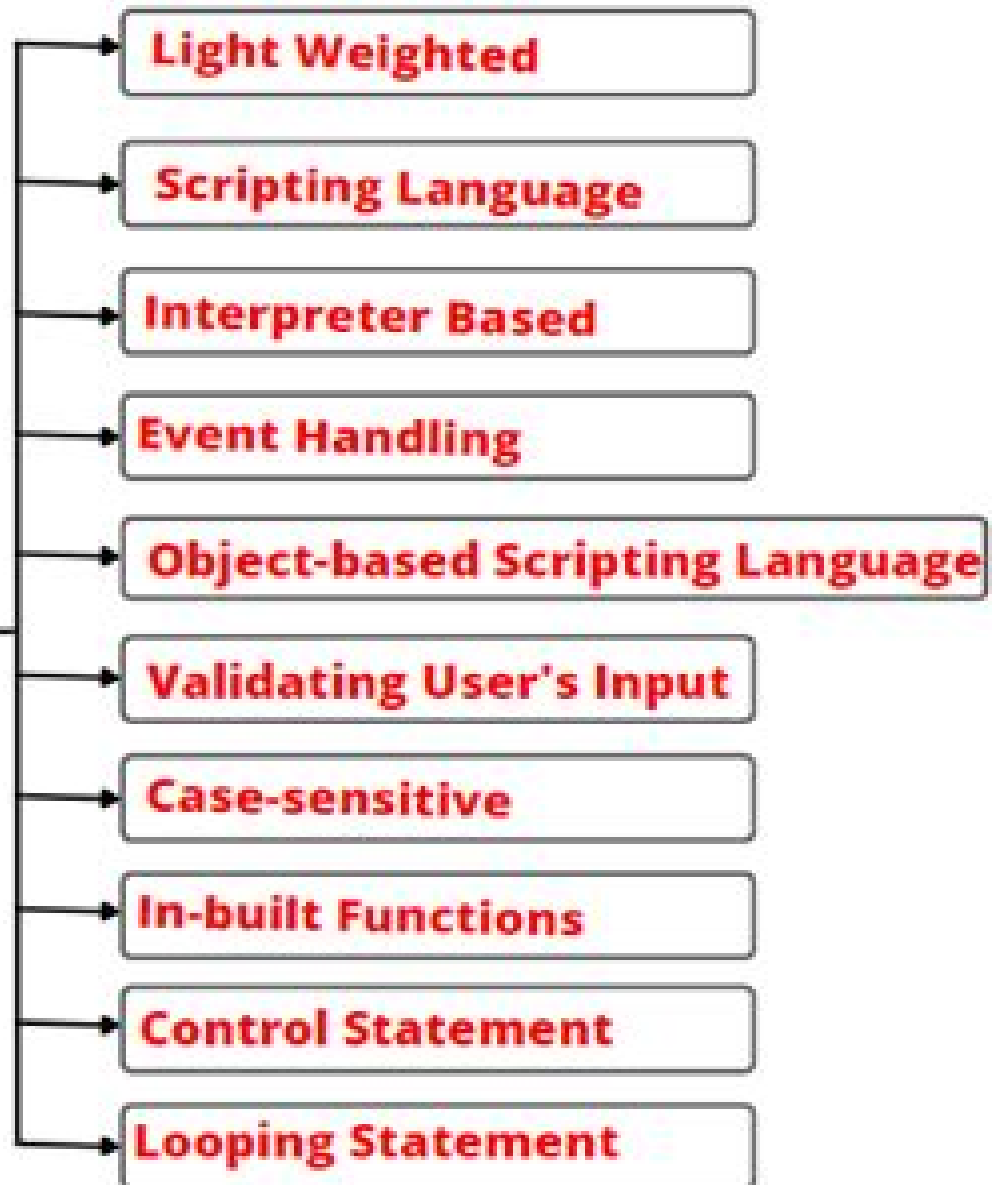 Light Weighted
Scripting Language
Interpreter Based
Event Handling
Object-based Scripting Language
Validating User's Input
Case-sensitive
In-built Functions
Control Statement
Looping Statement